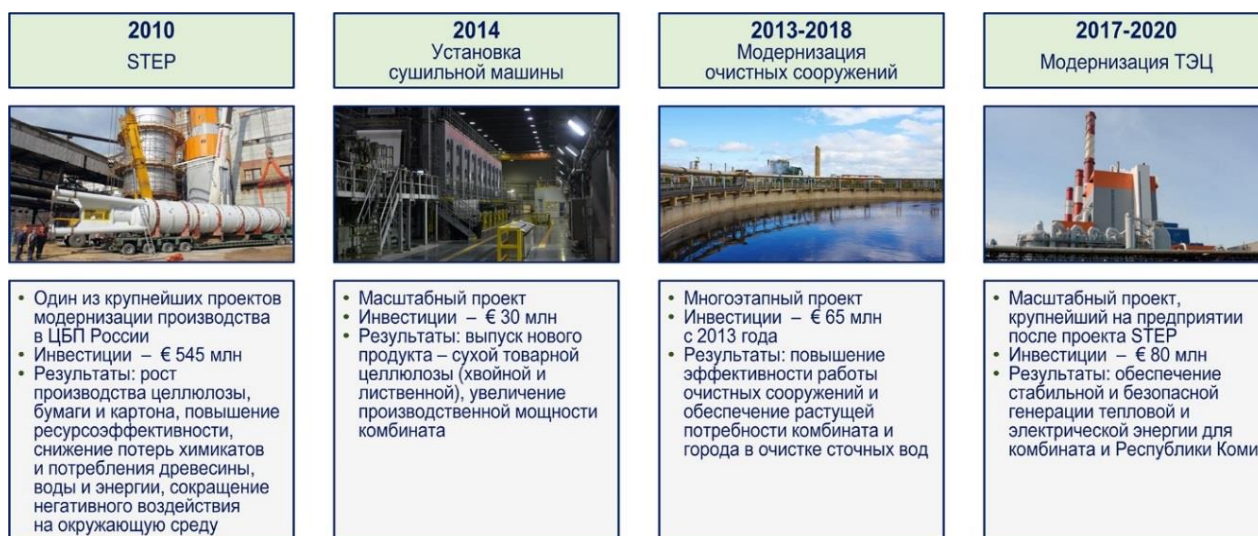 2010
STEP
2014
Установка
сушильной машины
2013-2018
Модернизация
очистных сооружений
2017-2020
Модернизация ТЭЦ
• Один из крупнейших проектов
модернизации производства
в ЦБП России
• Инвестиции – € 545 млн
• Результаты: рост
производства целлюлозы,
бумаги и картона, повышение
ресурсоэффективности,
снижение потерь химикатов
и потребления древесины,
воды и энергии, сокращение
негативного воздействия
на окружающую среду
• Масштабный проект
• Инвестиции – € 30 млн
• Результаты: выпуск нового
продукта – сухой товарной
целлюлозы (хвойной и
лиственной), увеличение
производственной мощности
комбината
• Многоэтапный проект
• Инвестиции – € 65 млн
с 2013 года
• Результаты: повышение
эффективности работы
очистных сооружений и
обеспечение растущей
потребности комбината и
города в очистке сточных вод
• Масштабный проект,
крупнейший на предприятии
после проекта STEP
• Инвестиции – € 80 млн
• Результаты: обеспечение
стабильной и безопасной
генерации тепловой и
электрической энергии для
комбината и Республики Коми